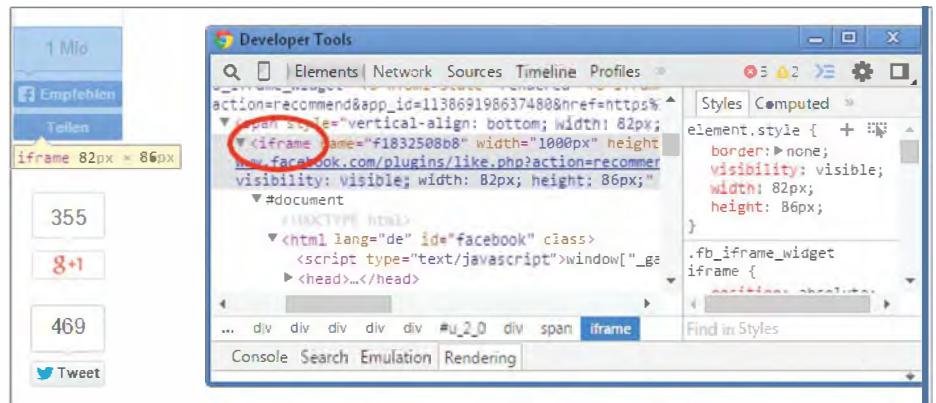 1 Mio
Empfehlen
Teilen
iframe 82px × 86px
355
g+1
469
Tweet
Developer Tools
Elements Network Sources Timeline Profiles »
5 2
action=recommend&app_id=113869198637480&href=https%
▼<span style="vertical-align: bottom; width: 82px;
▼<iframe name="f1832508b8" width="1000px" height
www.facebook.com/plugins/like.php?action=recommer
visibility: visible; width: 82px; height: 86px;"
▼#document
<!DOCTYPE html>
▼<html lang="de" id="facebook" class>
<script type="text/javascript">window["_ga
▶<head>…</head>
... div div div div div #u_2_0 div span iframe
Console Search Emulation Rendering
Styles Computed »
element.style {
border:▶none;
visibility: visible;
width: 82px;
height: 86px;
}
.fb_iframe_widget
iframe {
position: absolute;
Find in Styles